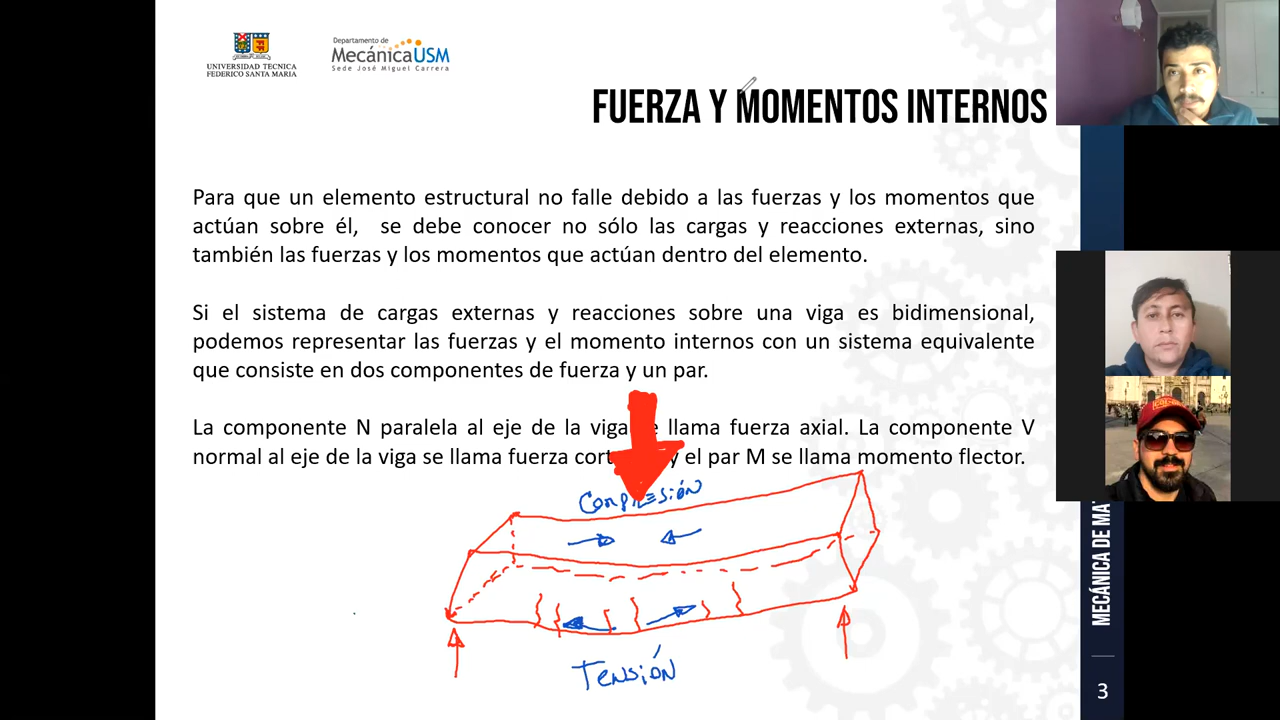 UNIVERSIDAD TECNICA
FEDERICO SANTA MARIA
Departamento de
MecánicaUSM
Sede José Miguel Carrera
FUERZA Y MOMENTOS INTERNOS
Para que un elemento estructural no falle debido a las fuerzas y los momentos que
actúan sobre él, se debe conocer no sólo las cargas y reacciones externas, sino
también las fuerzas y los momentos que actúan dentro del elemento.
Si el sistema de cargas externas y reacciones sobre una viga es bidimensional,
podemos representar las fuerzas y el momento internos con un sistema equivalente
que consiste en dos componentes de fuerza y un par.
La componente N paralela al eje de la viga se llama fuerza axial. La componente V
normal al eje de la viga se llama fuerza y el par M se llama momento flector.
Compresión
Tensión
MECÁNICA DE
3